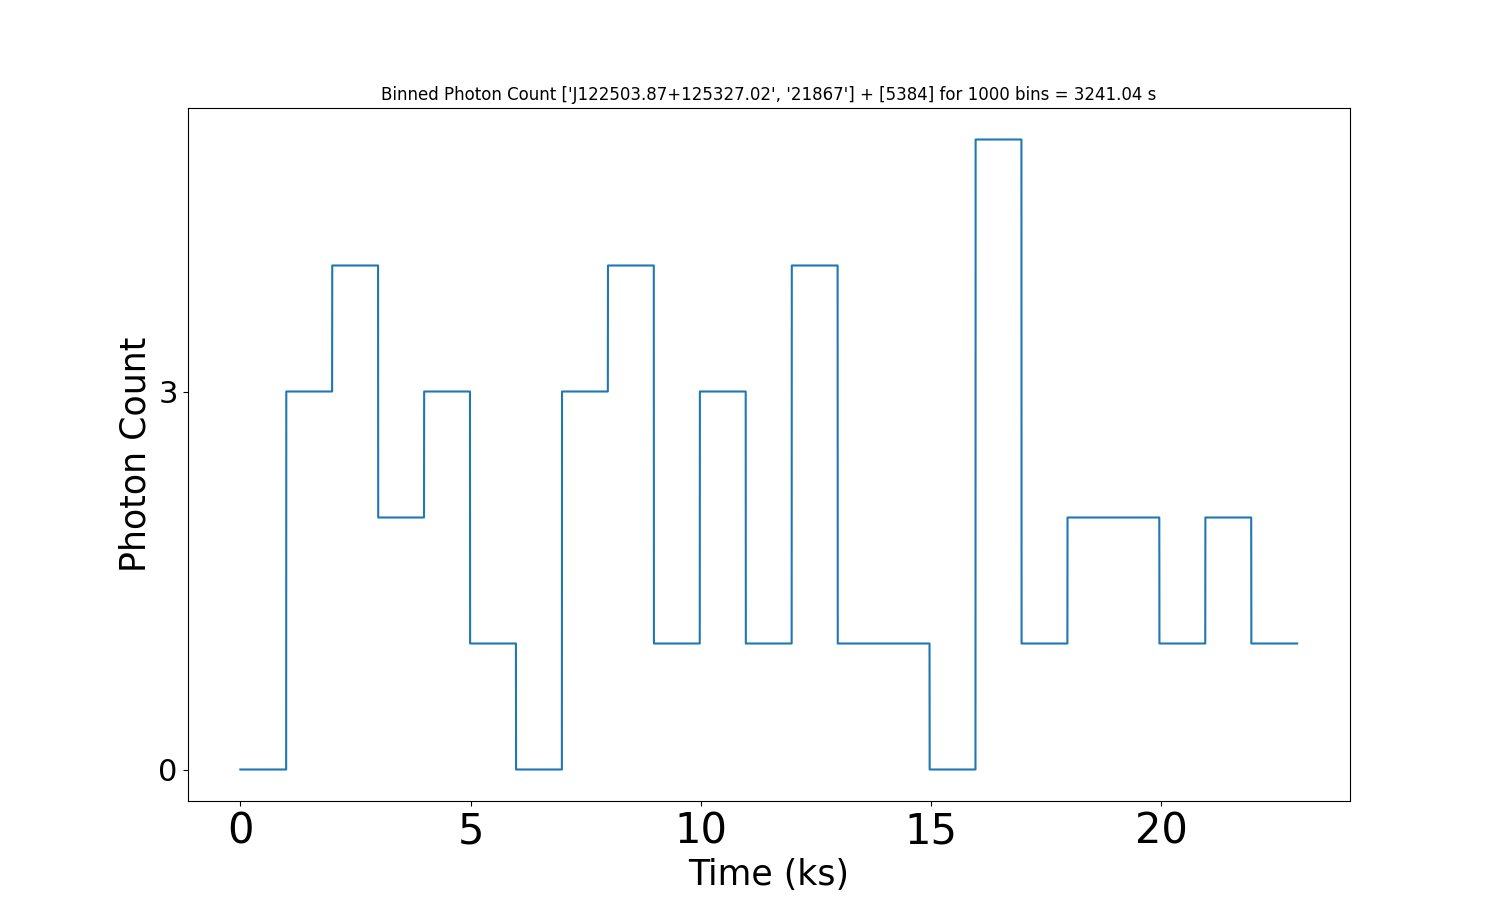 Binned Photon Count ['J122503.87+125327.02', '21867'] + [5384] for 1000 bins = 3241.04 s
Photon Count
3
0
0 5 10 15 20
Time (ks)